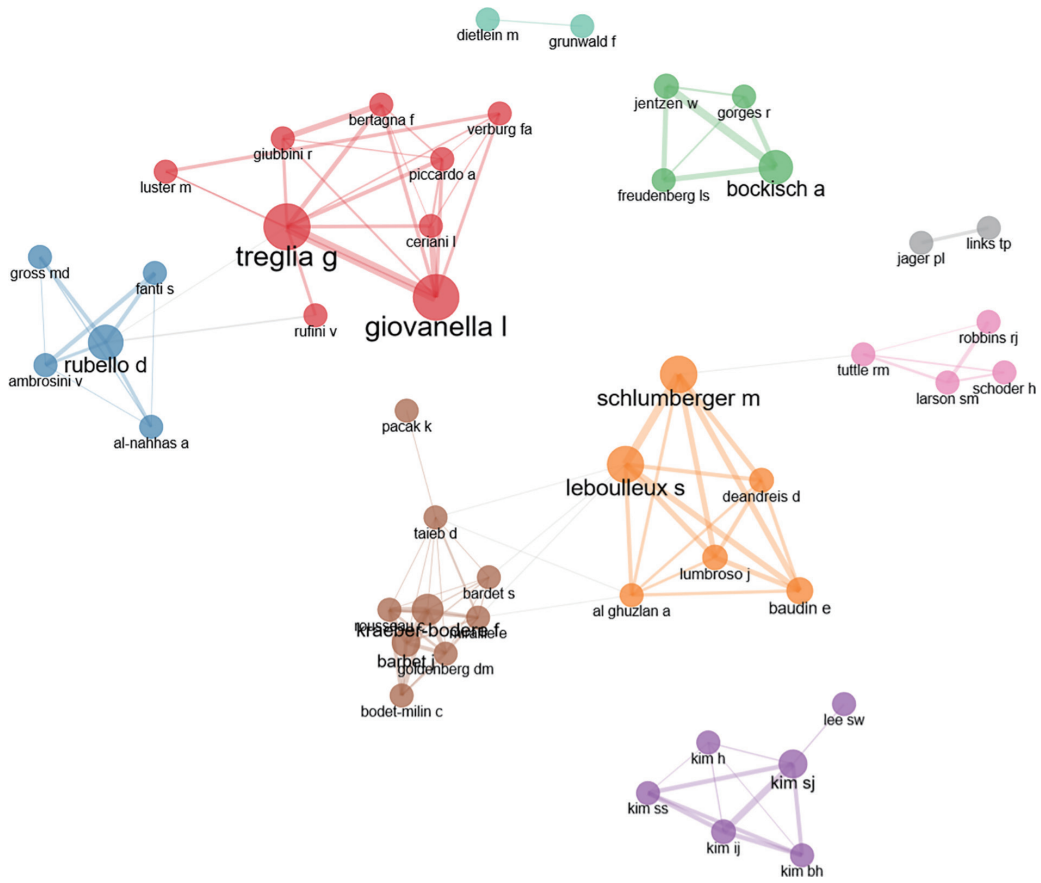 dietlein m
grunwald f
jentzen w
gorges r
bertagna f
verburg fa
giubbini r
piccardo a
luster m
freudenberg ls
bockisch a
ceriani l
treglia g
links tp
jager pl
gross md
fanti s
giovanella l
rufini v
robbins rj
rubello d
tuttle rm
ambrosini v
schoder h
larson sm
schlumberger m
pacak k
al-nahhas a
leboulleux s
deandreis d
taieb d
lumbroso j
bardet s
al ghuzlan a
baudin e
kraeber-bodere f
barbet j
goldenberg dm
bodet-milin c
lee sw
kim h
kim sj
kim ss
kim ij
kim bh